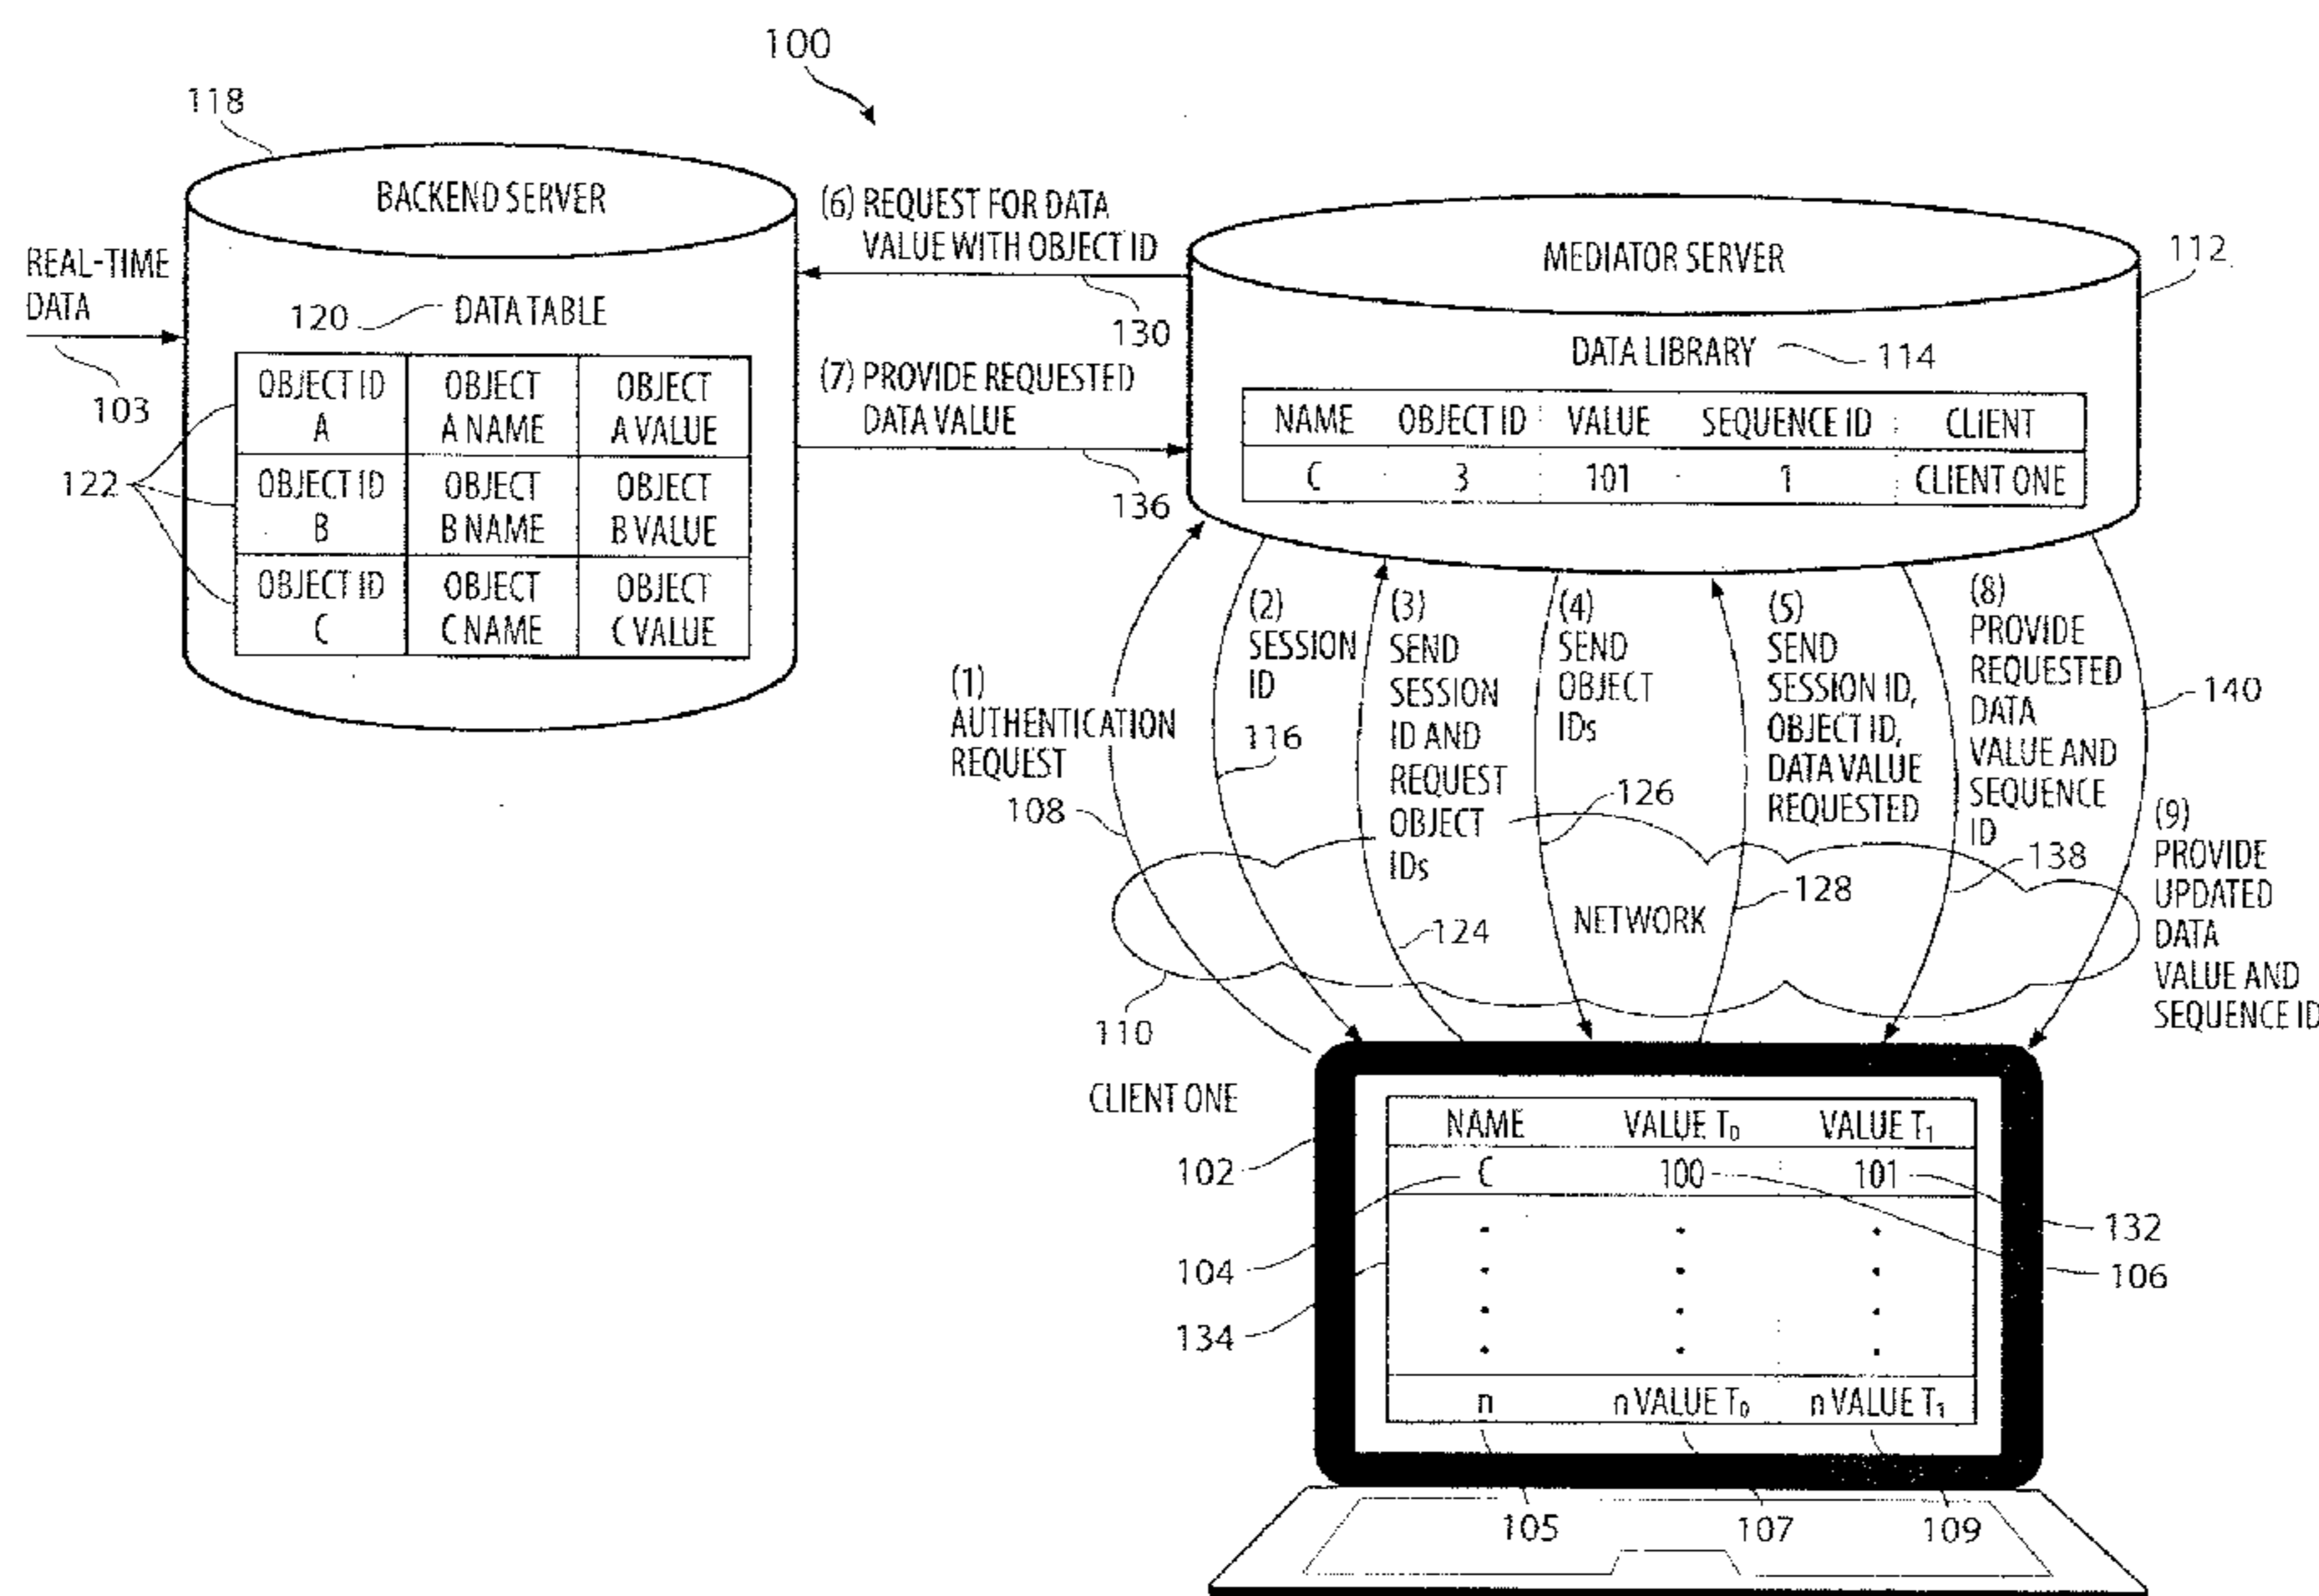 100
118
BACKEND SERVER
REAL-TIME
DATA
103
120
DATA TABLE
OBJECT ID
A
OBJECT
A NAME
OBJECT
A VALUE
OBJECT ID
B
OBJECT
B NAME
OBJECT
B VALUE
OBJECT ID
C
OBJECT
C NAME
OBJECT
C VALUE
122
(6) REQUEST FOR DATA
VALUE WITH OBJECT ID
130
(7) PROVIDE REQUESTED
DATA VALUE
136
MEDIATOR SERVER
112
DATA LIBRARY
114
NAME OBJECT ID VALUE SEQUENCE ID CLIENT
C 3 101 1 CLIENT ONE
(1)
AUTHENTICATION
REQUEST
108
(2)
SESSION
ID
116
(3)
SEND
SESSION
ID AND
REQUEST
OBJECT
IDs
124
(4)
SEND
OBJECT
IDs
126
(5)
SEND
SESSION ID,
OBJECT ID,
DATA VALUE
REQUESTED
128
(8)
PROVIDE
REQUESTED
DATA
VALUE AND
SEQUENCE
ID
138
140
(9)
PROVIDE
UPDATED
DATA
VALUE AND
SEQUENCE ID
NETWORK
110
CLIENT ONE
102
104
134
NAME VALUE T₀ VALUE T₁
C 100 101
n n VALUE T₀ n VALUE T₁
132
106
105
107
109